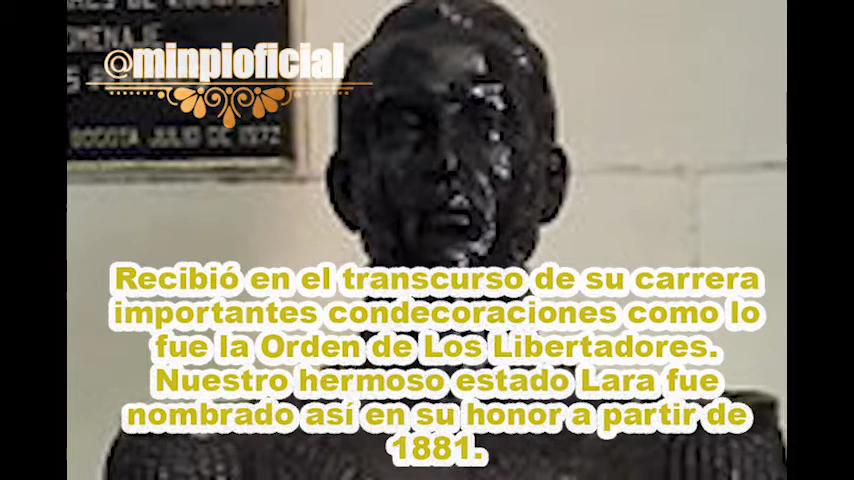 OMENAJE
@minpioficial
BOGOTA JULIO DE 1972
Recibió en el transcurso de su carrera
importantes condecoraciones como lo
fue la Orden de Los Libertadores.
Nuestro hermoso estado Lara fue
nombrado así en su honor a partir de
1881.